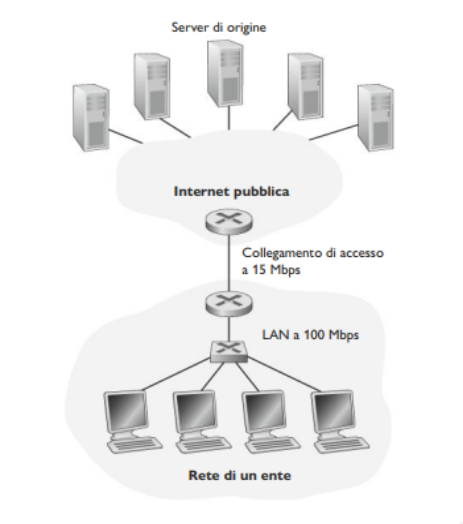 Server di origine
Internet pubblica
Collegamento di accesso
a 15 Mbps
LAN a 100 Mbps
Rete di un ente